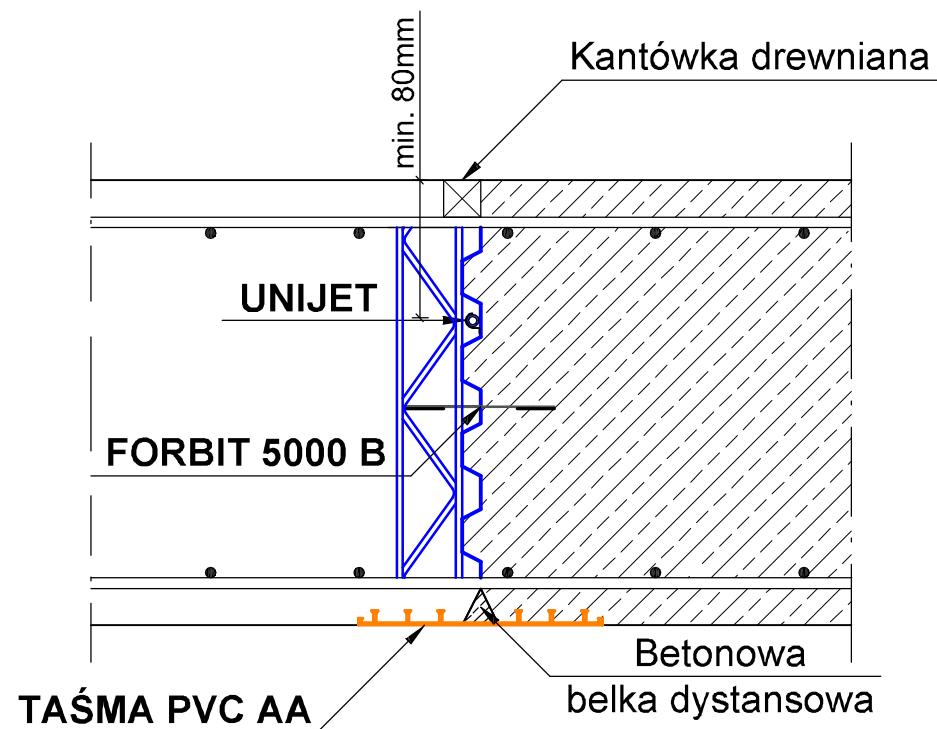 Kantówka drewniana
min. 80mm
UNIJET
FORBIT 5000 B
Betonowa
belka dystansowa
TAŚMA PVC AA